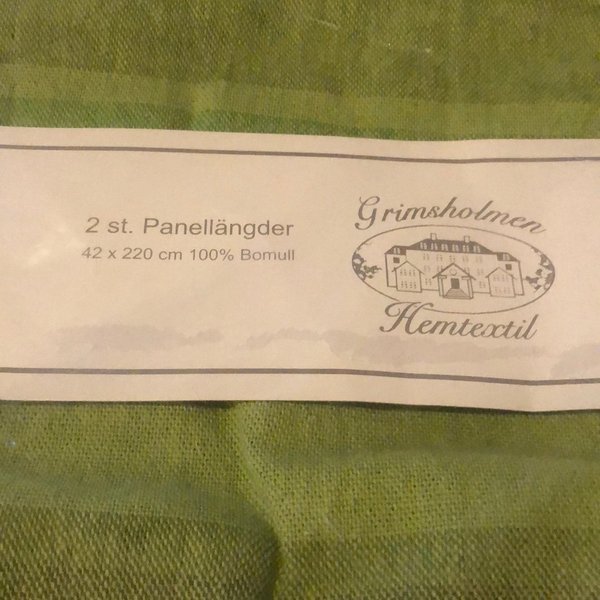 2 st. Panellängder
42 x 220 cm 100% Bomull
Grimsholmen
Hemtextil